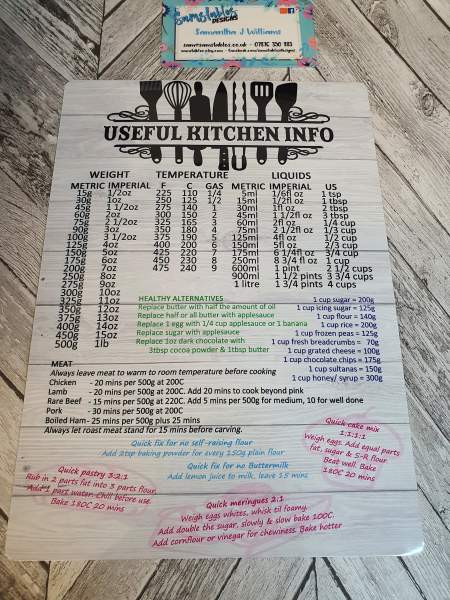 Samstables
DESIGNS
Samantha J Williams
USEFUL KITCHEN INFO
WEIGHT TEMPERATURE LIQUIDS
METRIC IMPERIAL F C GAS METRIC IMPERIAL US
15g 1/2oz 225 110 1/4 5ml 1/6fl oz 1 tsp
30g 1oz 250 125 1/2 15ml 1/2fl oz 1 tbsp
45g 1 1/2oz 275 140 1 30ml 1fl oz 2 tbsp
60g 2oz 300 150 2 45ml 1 1/2fl oz 3 tbsp
75g 2 1/2oz 325 165 3 60ml 2fl oz 1/4 cup
90g 3oz 350 180 4 75ml 2 1/2fl oz 1/3 cup
100g 3 1/2oz 375 190 5 125ml 4fl oz 1/2 cup
125g 4oz 400 200 6 150ml 5fl oz 2/3 cup
150g 5oz 425 220 7 175ml 6 1/4fl oz 3/4 cup
175g 6oz 450 230 8 250ml 8 3/4 fl oz 1 cup
200g 7oz 475 240 9 600ml 1 pint 2 1/2 cups
250g 8oz 900ml 1 1/2 pints 3 3/4 cups
275g 9oz 1 litre 1 3/4 pints 4 cups
300g 10oz
325g 11oz
350g 12oz
375g 13oz
400g 14oz
450g 15oz
500g 1lb
HEALTHY ALTERNATIVES
Replace butter with half the amount of oil
Replace half or all butter with applesauce
Replace 1 egg with 1/4 cup applesauce or 1 banana
Replace sugar with applesauce
Replace 1oz dark chocolate with
3tbsp cocoa powder & 1tbsp butter
1 cup sugar = 200g
1 cup icing sugar = 125g
1 cup flour = 140g
1 cup rice = 200g
1 cup frozen peas = 125g
1 cup fresh breadcrumbs = 70g
1 cup grated cheese = 100g
1 cup chocolate chips = 175g
1 cup sultanas = 150g
1 cup honey/ syrup = 300g
MEAT
Always leave meat to warm to room temperature before cooking
Chicken - 20 mins per 500g at 200C
Lamb - 20 mins per 500g at 200C. Add 20 mins to cook beyond pink
Rare Beef - 15 mins per 500g at 220C. Add 5 mins per 500g for medium, 10 for well done
Pork - 30 mins per 500g at 200C
Boiled Ham- 25 mins per 500g plus 25 mins
Always let roast meat stand for 15 mins before carving.
Quick fix for no self-raising flour
Add 2tsp baking powder for every 150g plain flour
Quick fix for no Buttermilk
Add lemon juice to milk, leave 15 mins
Quick cake mix
1:1:1:1
Weigh eggs. Add equal parts
fat, sugar & S-R flour.
Beat well. Bake
180C 20 mins
Quick pastry 3:2:1
Rub in 2 parts fat into 3 parts flour.
Add 1 part water. Chill before use.
Bake 180C 20 mins
Quick meringues 2:1
Weigh eggs whites, whisk til foamy.
Add double the sugar, slowly & slow bake 100C.
Add cornflour or vinegar for chewiness. Bake hotter